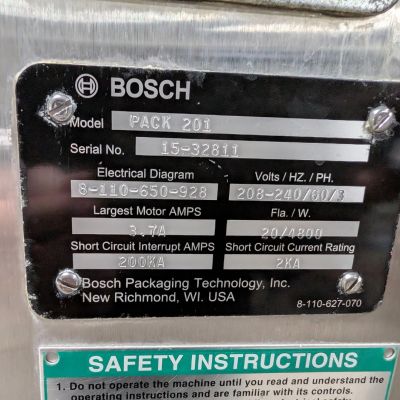 BOSCH
Model PACK 201
Serial No. 15-32811
Electrical Diagram Volts / HZ. / PH.
8-110-650-928 208-240/60/3
Largest Motor AMPS Fla. / W.
3.7A 20/4800
Short Circuit Interrupt AMPS Short Circuit Current Rating
200KA 2KA
Bosch Packaging Technology, Inc.
New Richmond, WI. USA
8-110-627-070
SAFETY INSTRUCTIONS
1. Do not operate the machine until you read and understand the
operating instructions and are familiar with its controls.